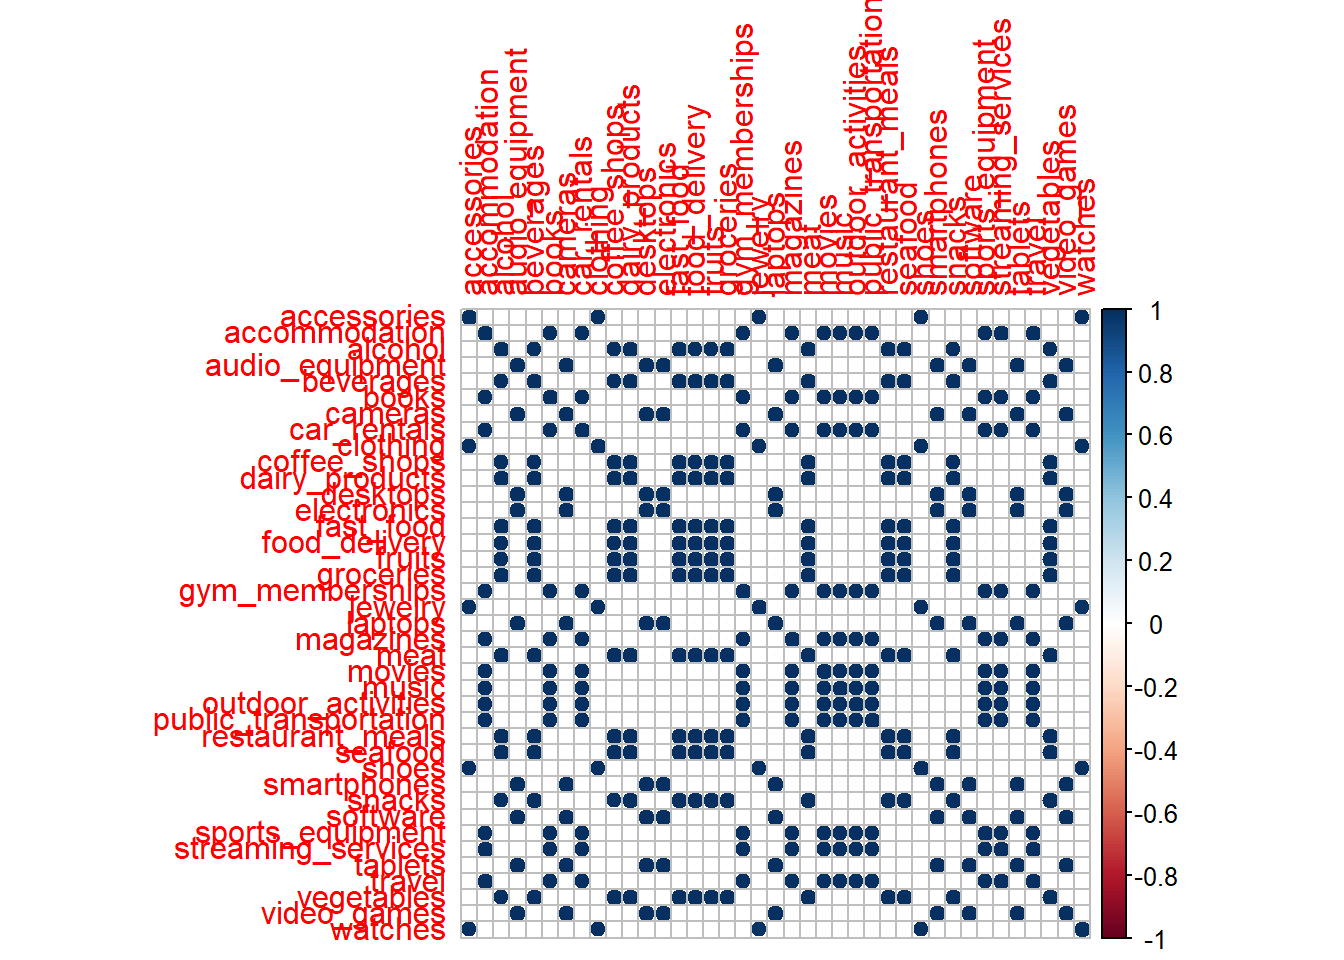 accessories
accommodation
alcohol
audio_equipment
beverages
books
cameras
car_rentals
clothing
coffee_shops
dairy_products
desktops
electronics
fast_food
food_delivery
fruits
groceries
gym_memberships
jewelry
laptops
magazines
meat
movies
music
outdoor_activities
public_transportation
restaurant_meals
seafood
shoes
smartphones
snacks
software
sports_equipment
streaming_services
tablets
travel
vegetables
video_games
watches
accessories
accommodation
alcohol
audio_equipment
beverages
books
cameras
car_rentals
clothing
coffee_shops
dairy_products
desktops
electronics
fast_food
food_delivery
fruits
groceries
gym_memberships
jewelry
laptops
magazines
meat
movies
music
outdoor_activities
public_transportation
restaurant_meals
seafood
shoes
smartphones
snacks
software
sports_equipment
streaming_services
tablets
travel
vegetables
video_games
watches
1
0.8
0.6
0.4
0.2
0
-0.2
-0.4
-0.6
-0.8
-1